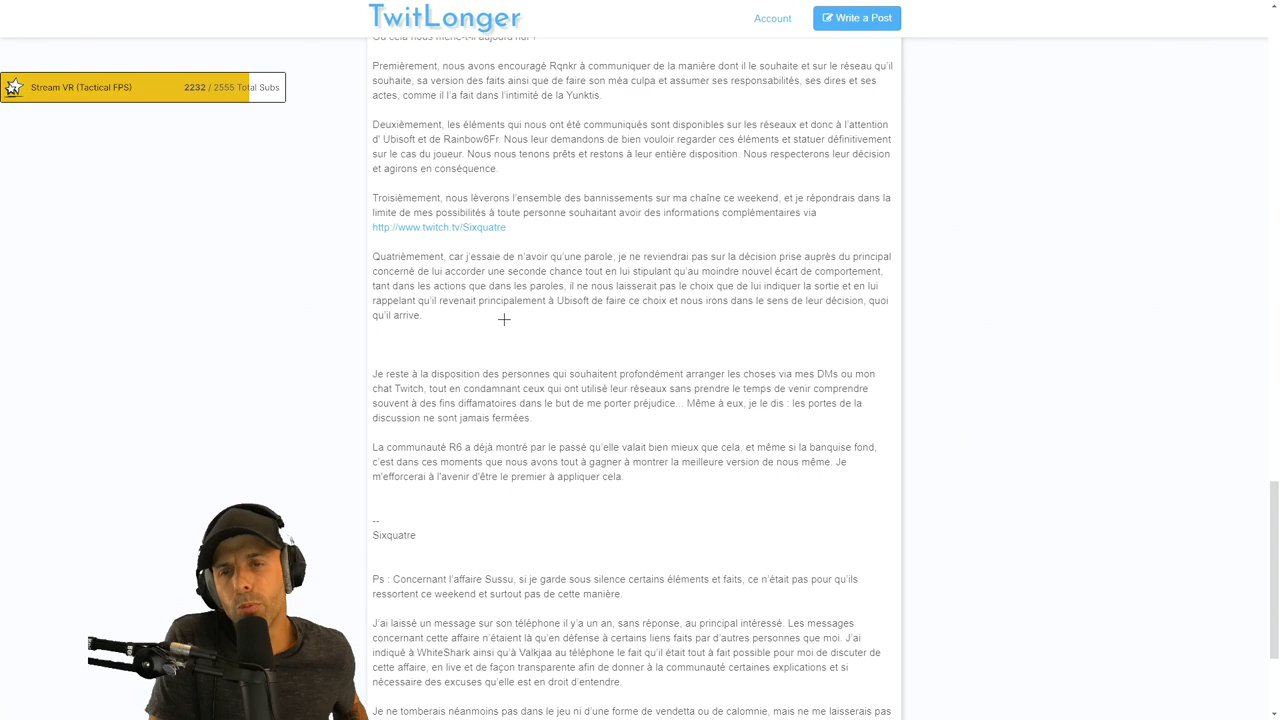 TwitLonger
Account
Write a Post
Stream VR (Tactical FPS) 2232 / 2555 Total Subs
Premièrement, nous avons encouragé Rqnkr à communiquer de la manière dont il le souhaite et sur le réseau qu'il
souhaite, sa version des faits ainsi que de faire son méa culpa et assumer ses responsabilités, ses dires et ses
actes, comme il l'a fait dans l'intimité de la Yunktis.
Deuxièmement, les éléments qui nous ont été communiqués sont disponibles sur les réseaux et donc à l'attention
d' Ubisoft et de Rainbow6Fr. Nous leur demandons de bien vouloir regarder ces éléments et statuer définitivement
sur le cas du joueur. Nous nous tenons prêts et restons à leur entière disposition. Nous respecterons leur décision
et agirons en conséquence.
Troisièmement, nous lèverons l'ensemble des bannissements sur ma chaîne ce weekend, et je répondrais dans la
limite de mes possibilités à toute personne souhaitant avoir des informations complémentaires via
http://www.twitch.tv/Sixquatre
Quatrièmement, car j'essaie de n'avoir qu'une parole, je ne reviendrai pas sur la décision prise auprès du principal
concerné de lui accorder une seconde chance tout en lui stipulant qu'au moindre nouvel écart de comportement,
tant dans les actions que dans les paroles, il ne nous laisserait pas le choix que de lui indiquer la sortie et en lui
rappelant qu'il revenait principalement à Ubisoft de faire ce choix et nous irons dans le sens de leur décision, quoi
qu'il arrive.
Je reste à la disposition des personnes qui souhaitent profondément arranger les choses via mes DMs ou mon
chat Twitch, tout en condamnant ceux qui ont utilisé leur réseaux sans prendre le temps de venir comprendre
souvent à des fins diffamatoires dans le but de me porter préjudice... Même à eux, je le dis : les portes de la
discussion ne sont jamais fermées.
La communauté R6 a déjà montré par le passé qu'elle valait bien mieux que cela, et même si la banquise fond,
c'est dans ces moments que nous avons tout à gagner à montrer la meilleure version de nous même. Je
m'efforcerai à l'avenir d'être le premier à appliquer cela.
--
Sixquatre
Ps : Concernant l'affaire Sussu, si je garde sous silence certains éléments et faits, ce n'était pas pour qu'ils
ressortent ce weekend et surtout pas de cette manière.
J'ai laissé un message sur son téléphone il y'a un an, sans réponse, au principal intéressé. Les messages
concernant cette affaire n'étaient là qu'en défense à certains liens faits par d'autres personnes que moi. J'ai
indiqué à WhiteShark ainsi qu'à Valkjaa au téléphone le fait qu'il était tout à fait possible pour moi de discuter de
cette affaire, en live et de façon transparente afin de donner à la communauté certaines explications et si
nécessaire des excuses qu'elle est en droit d'entendre.
Je ne tomberais néanmoins pas dans le jeu ni d'une forme de vendetta ou de calomnie, mais ne me laisserais pas